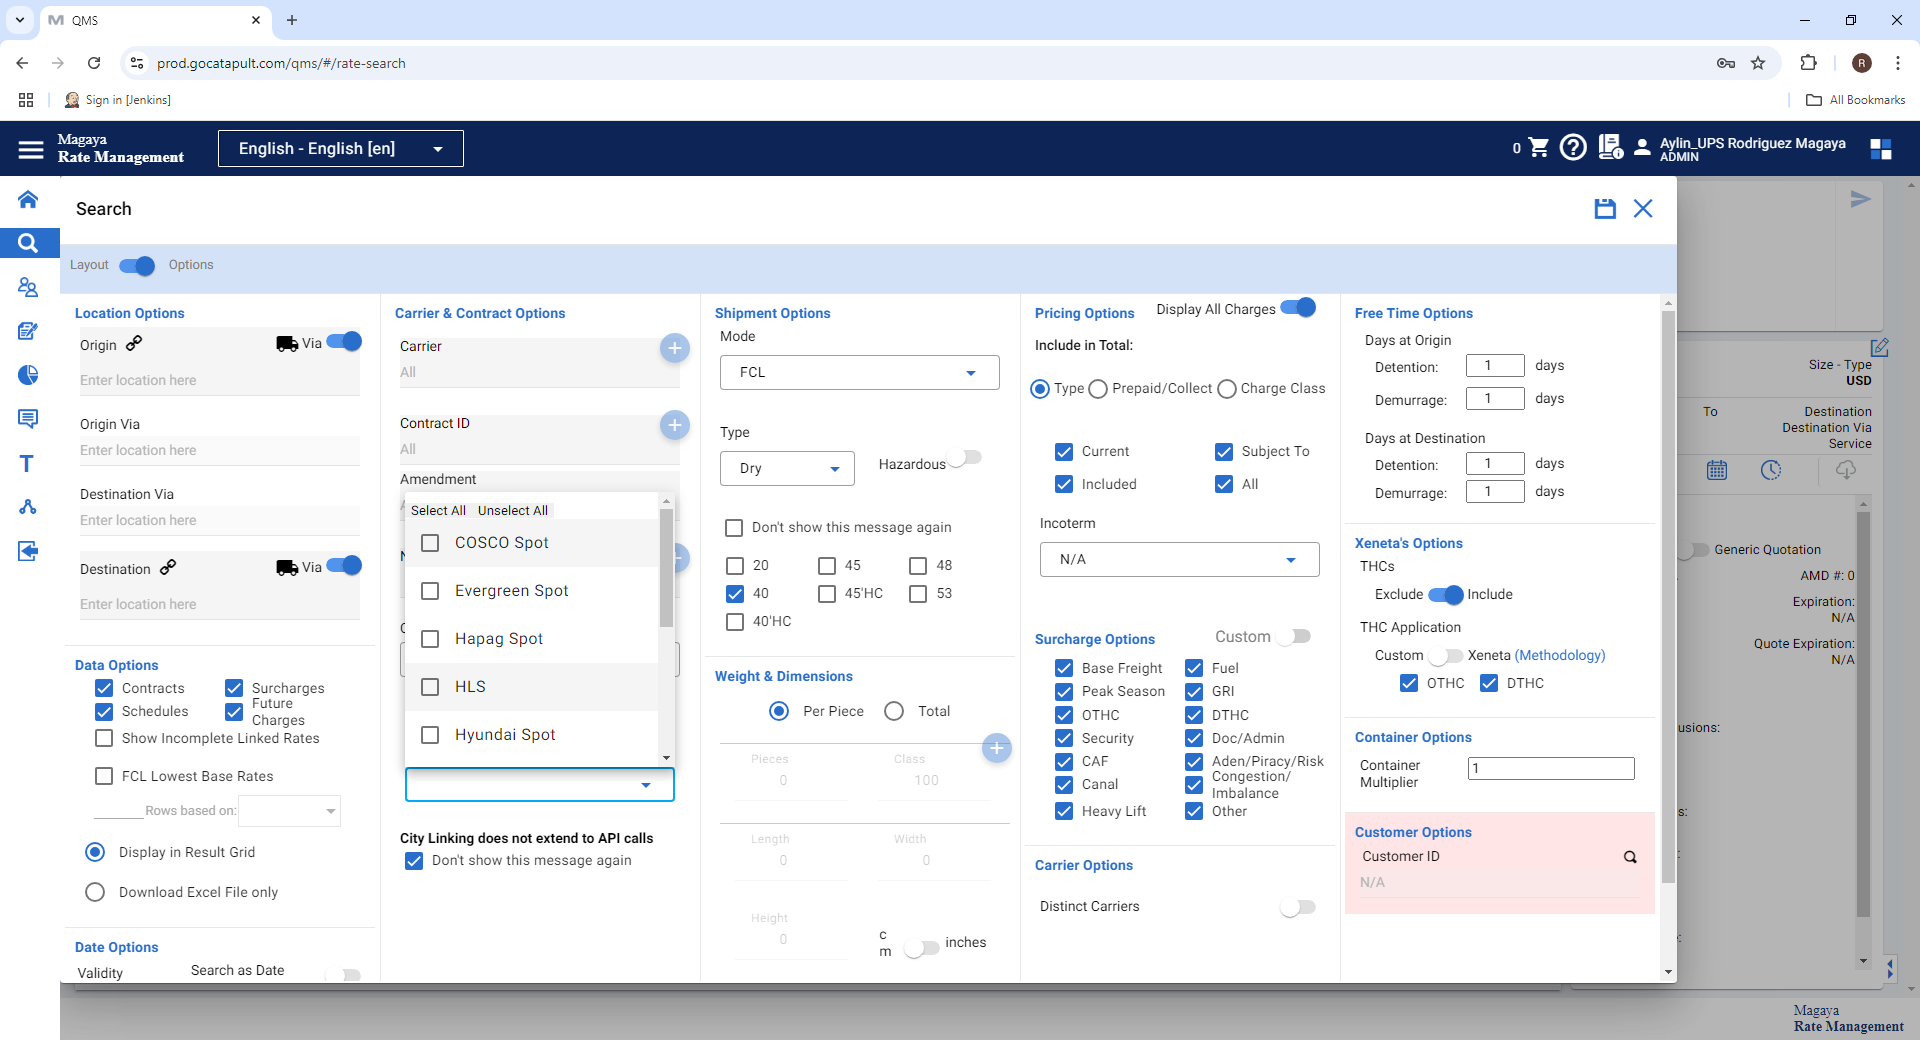 QMS
prod.gocatapult.com/qms/#/rate-search
R
Sign in [Jenkins]
All Bookmarks
Magaya
Rate Management
English - English [en]
0
Aylin_UPS Rodriguez Magaya
ADMIN
Search
Layout
Options
Location Options
Origin
Via
Enter location here
Origin Via
Enter location here
Destination Via
Enter location here
Destination
Via
Enter location here
Data Options
Contracts
Surcharges
Schedules
Future
Charges
Show Incomplete Linked Rates
FCL Lowest Base Rates
Rows based on:
Display in Result Grid
Download Excel File only
Date Options
Validity
Search as Date
Carrier & Contract Options
Carrier
All
Contract ID
All
Amendment
Select All
Unselect All
COSCO Spot
Evergreen Spot
Hapag Spot
HLS
Hyundai Spot
City Linking does not extend to API calls
Don't show this message again
Shipment Options
Mode
FCL
Type
Dry
Hazardous
Don't show this message again
20
45
48
40
45'HC
53
40'HC
Weight & Dimensions
Per Piece
Total
Pieces
0
Class
100
Length
0
Width
0
Height
0
c
m
inches
Pricing Options
Display All Charges
Include in Total:
Type
Prepaid/Collect
Charge Class
Current
Subject To
Included
All
Incoterm
N/A
Surcharge Options
Custom
Base Freight
Fuel
Peak Season
GRI
OTHC
DTHC
Security
Doc/Admin
CAF
Aden/Piracy/Risk
Canal
Congestion/
Imbalance
Heavy Lift
Other
Carrier Options
Distinct Carriers
Free Time Options
Days at Origin
Detention:
1
days
Demurrage:
1
days
Days at Destination
Detention:
1
days
Demurrage:
1
days
Xeneta's Options
THCs
Exclude
Include
THC Application
Custom
Xeneta (Methodology)
OTHC
DTHC
Container Options
Container
Multiplier
1
Customer Options
Customer ID
N/A
Size - Type
USD
To
Destination
Destination Via
Service
Generic Quotation
AMD #: 0
Expiration:
N/A
Quote Expiration:
N/A
usions:
s:
Magaya
Rate Management